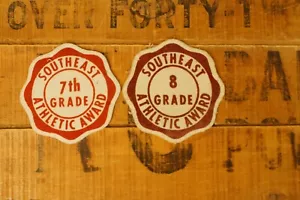 OVER FORTY-T
SOUTHEAST
7th
GRADE
ATHLETIC AWARD
SOUTHEAST
8
GRADE
ATHLETIC AWARD